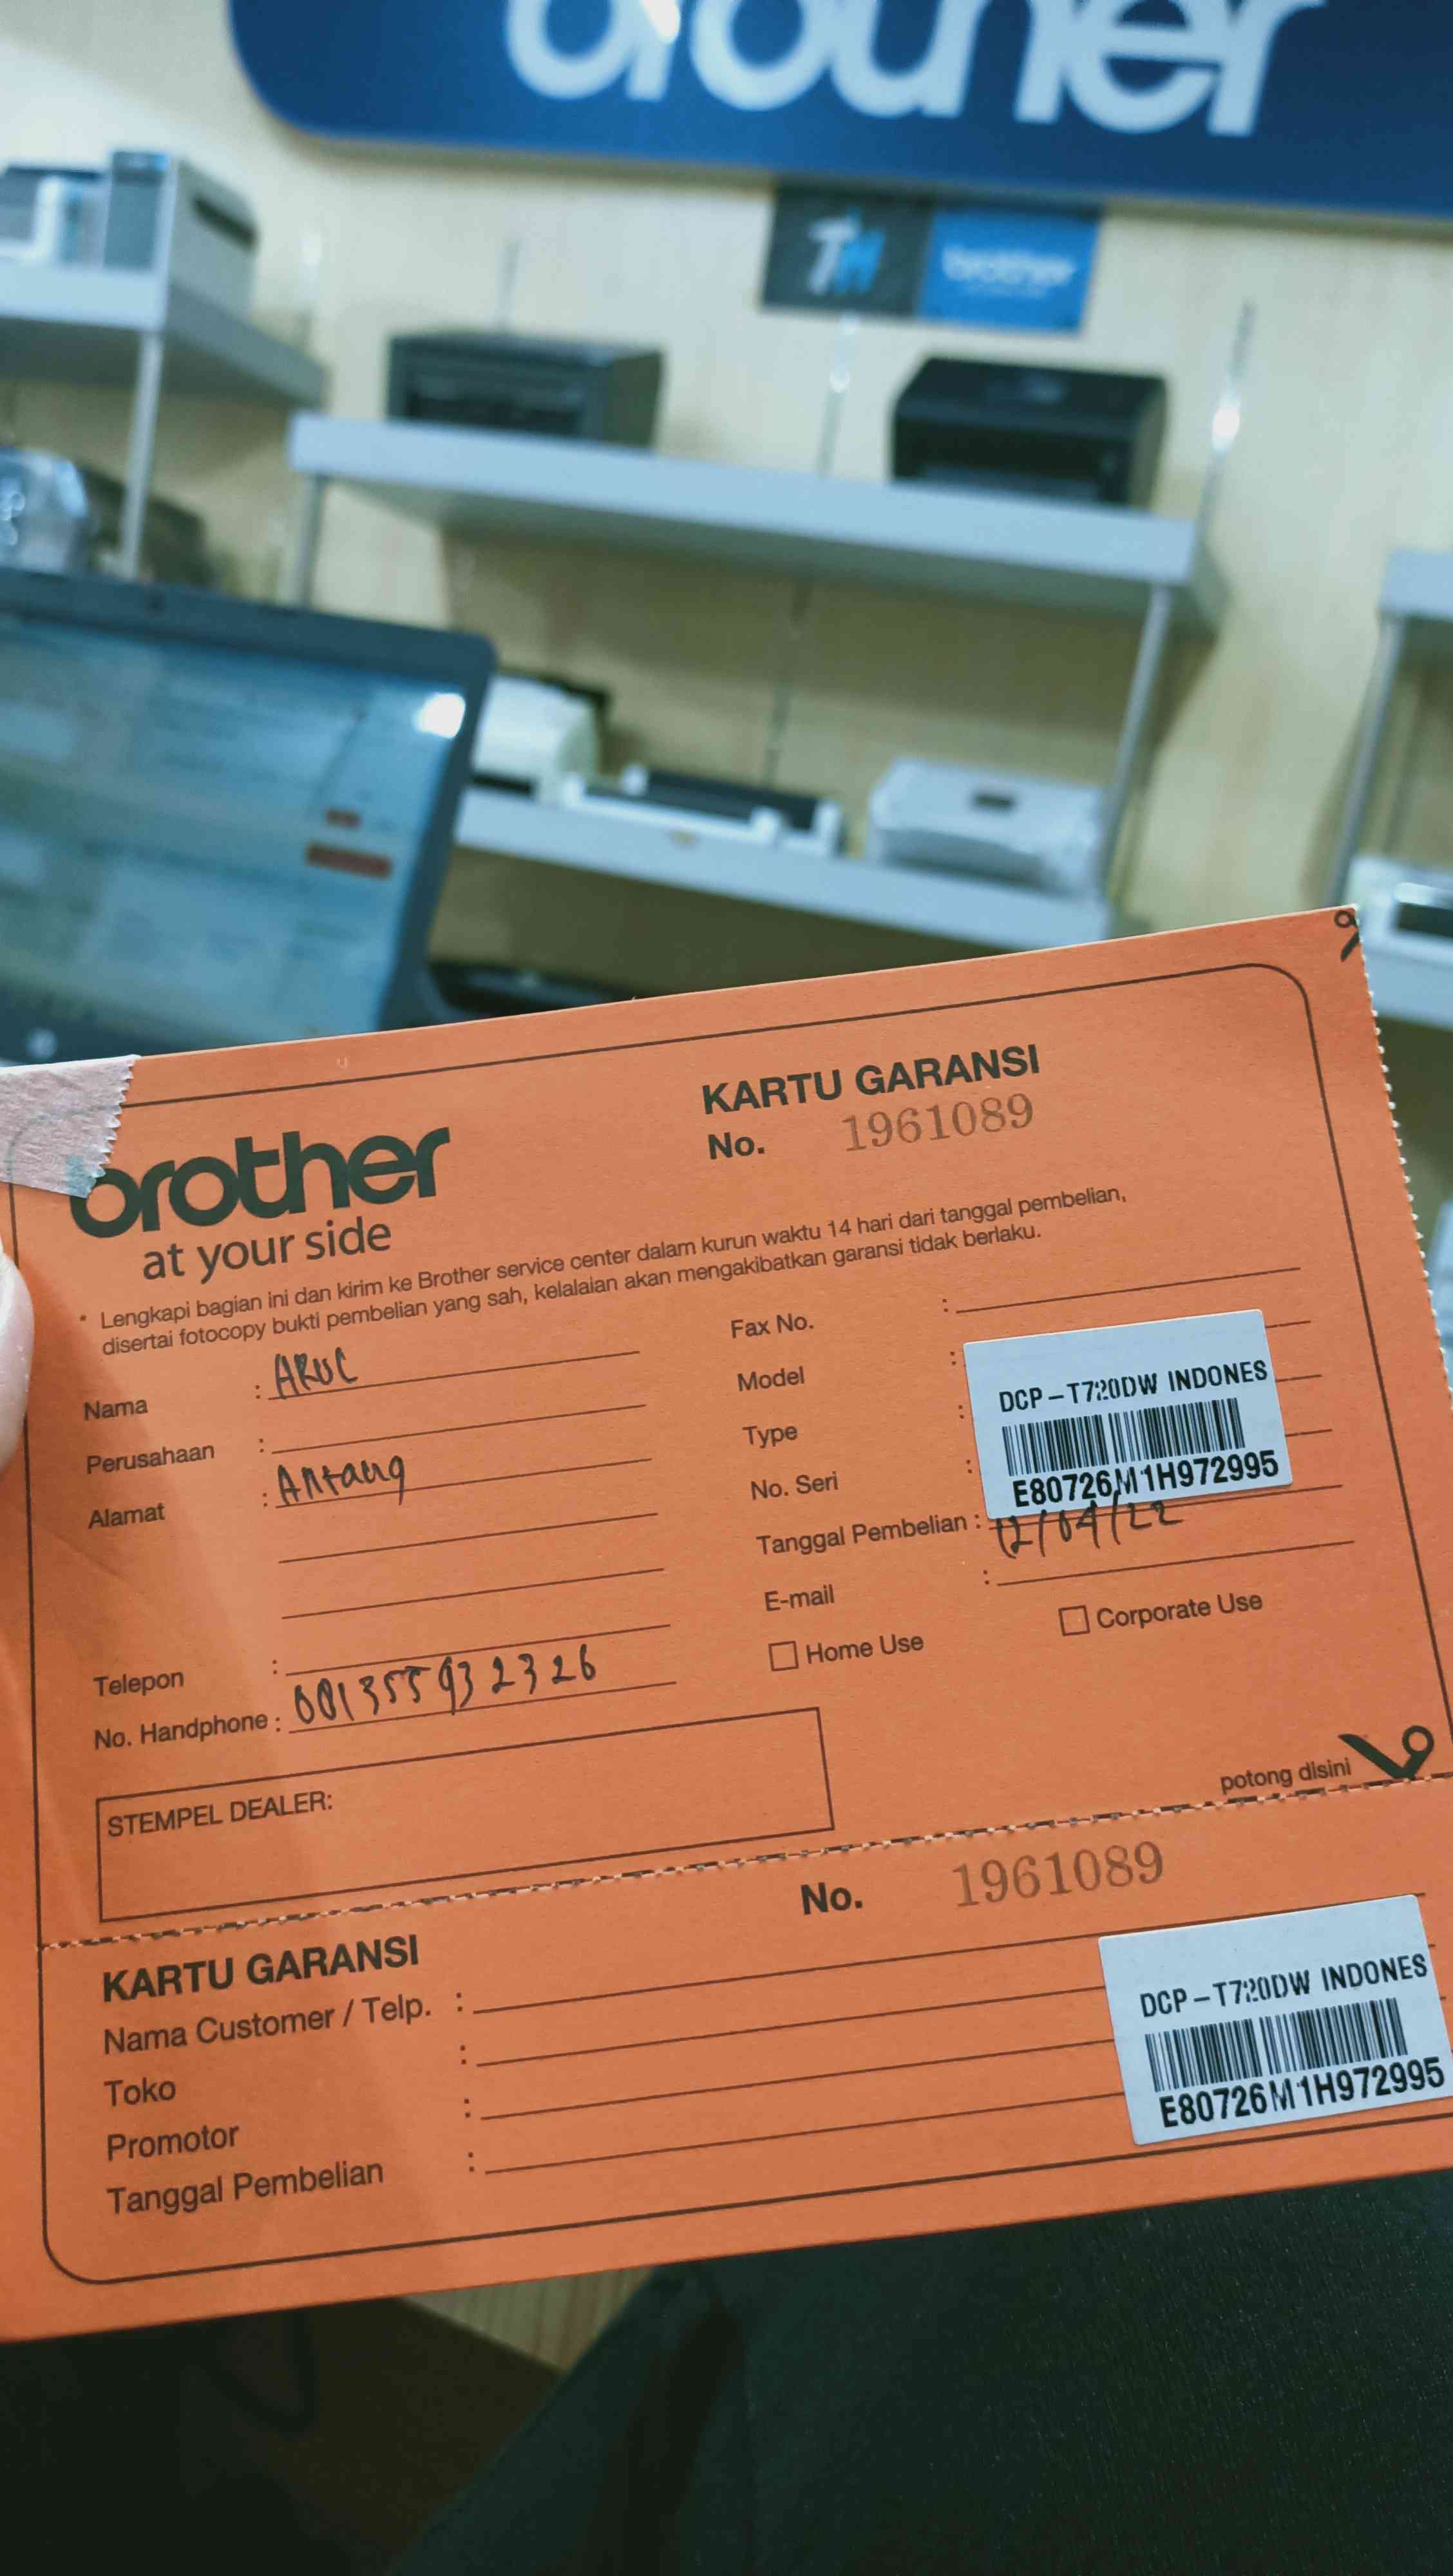 brother
TM brother
KARTU GARANSI
No. 1961089
brother
at your side
* Lengkapi bagian ini dan kirim ke Brother service center dalam kurun waktu 14 hari dari tanggal pembelian,
disertai fotocopy bukti pembelian yang sah, kelalaian akan mengakibatkan garansi tidak berlaku.
Nama : ARUL
Perusahaan :
Alamat : Antang
Telepon :
No. Handphone : 081355932326
Fax No. :
Model :
Type :
No. Seri :
DCP-T720DW INDONES
E80726M1H972995
Tanggal Pembelian : 12/04/22
E-mail :
Home Use Corporate Use
STEMPEL DEALER:
potong disini
No. 1961089
KARTU GARANSI
Nama Customer / Telp. :
Toko :
Promotor :
Tanggal Pembelian :
DCP-T720DW INDONES
E80726M1H972995